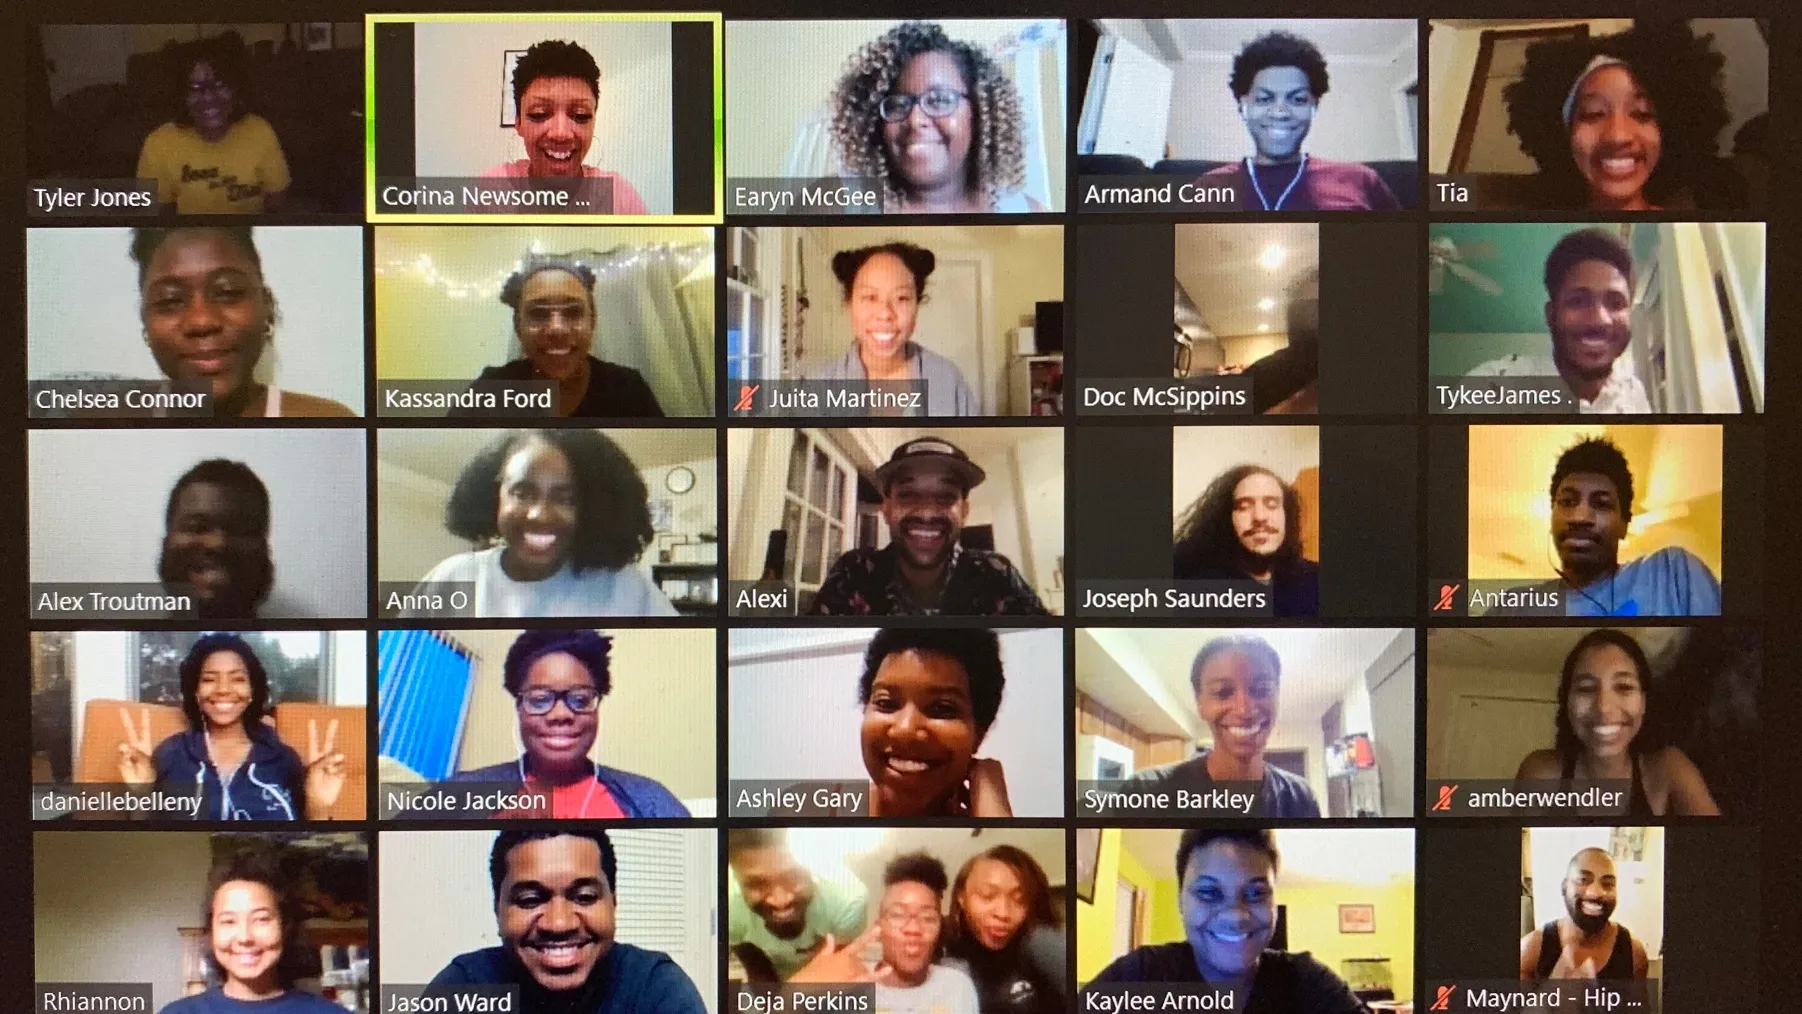 Tyler Jones
Corina Newsome ...
Earyn McGee
Armand Cann
Tia
Chelsea Connor
Kassandra Ford
Juita Martinez
Doc McSippins
TykeeJames .
Alex Troutman
Anna O
Alexi
Joseph Saunders
Antarius
daniellebelleny
Nicole Jackson
Ashley Gary
Symone Barkley
amberwendler
Rhiannon
Jason Ward
Deja Perkins
Kaylee Arnold
Maynard - Hip ...